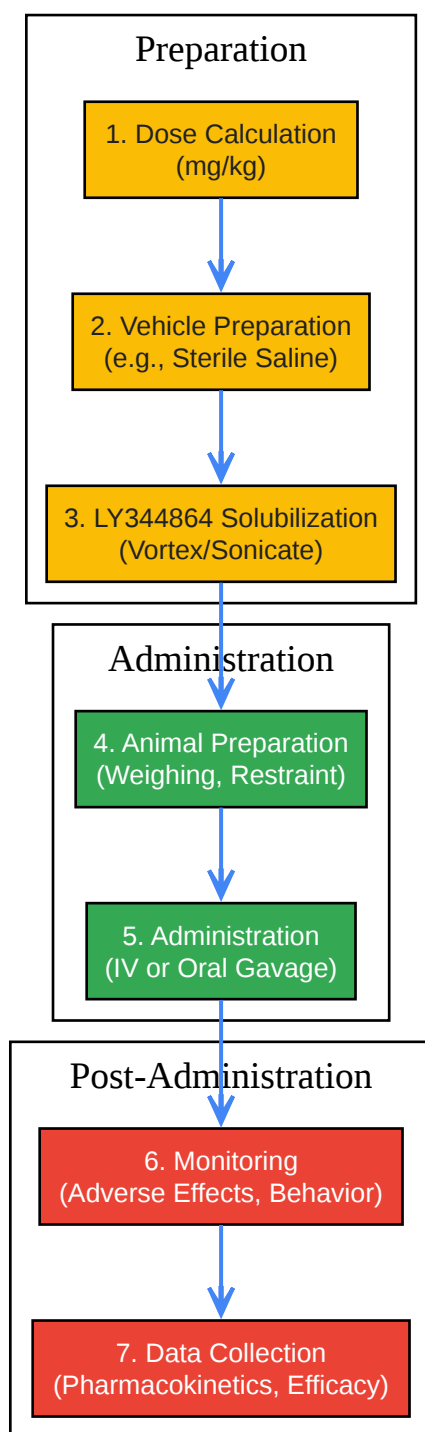 Preparation
1. Dose Calculation
(mg/kg)
2. Vehicle Preparation
(e.g., Sterile Saline)
3. LY344864 Solubilization
(Vortex/Sonicate)
Administration
4. Animal Preparation
(Weighing, Restraint)
5. Administration
(IV or Oral Gavage)
Post-Administration
6. Monitoring
(Adverse Effects, Behavior)
7. Data Collection
(Pharmacokinetics, Efficacy)